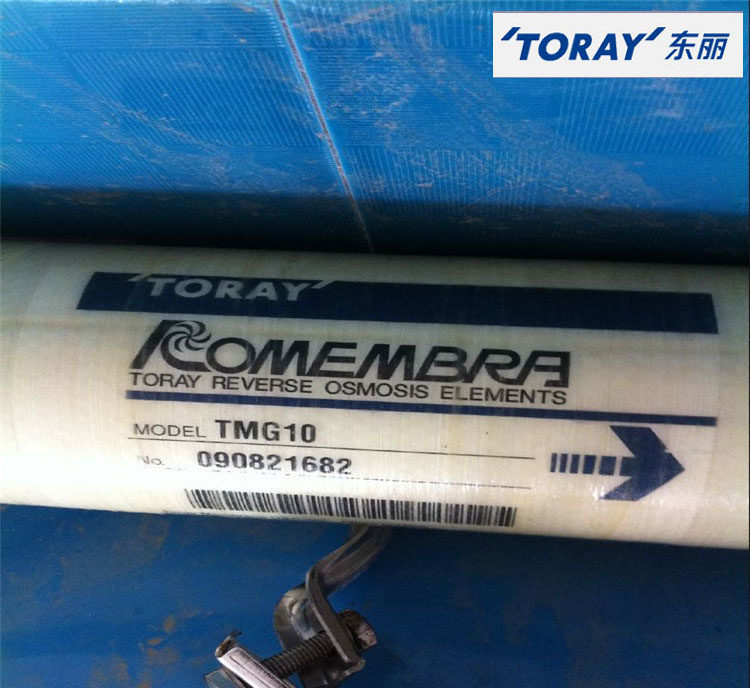 'TORAY' 东丽
'TORAY'
ROMEMBRA
TORAY REVERSE OSMOSIS ELEMENTS
MODEL TMG10
No. 090821682